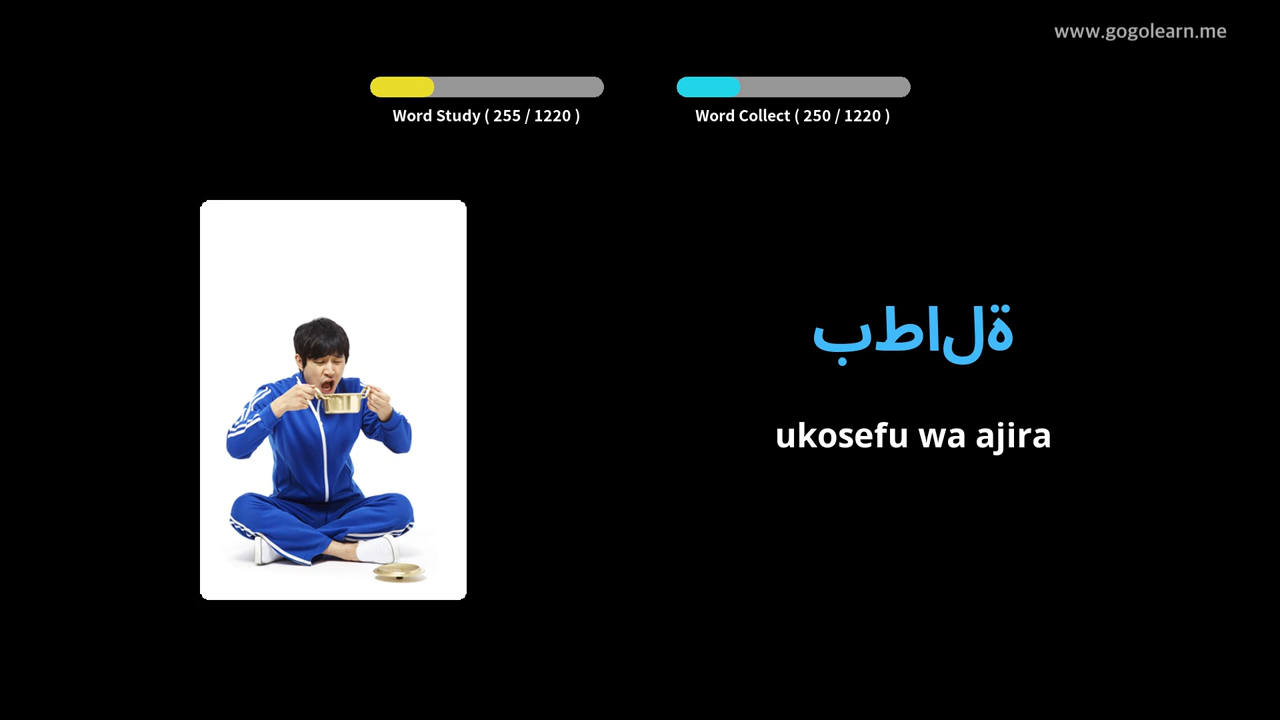 www.gogolearn.me
Word Study ( 255 / 1220 )
Word Collect ( 250 / 1220 )
بطالة
ukosefu wa ajira